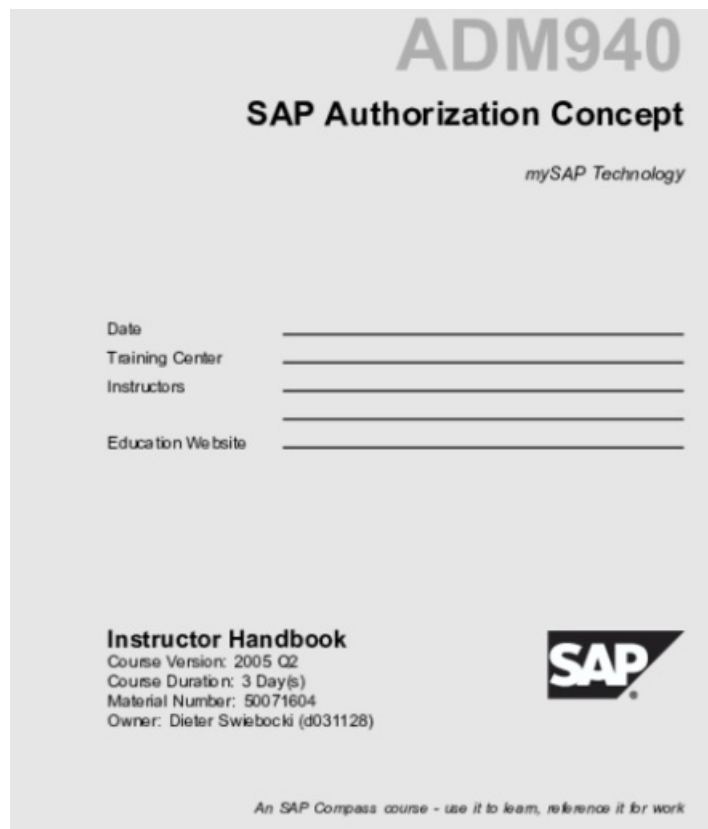 ADM940
SAP Authorization Concept
mySAP Technology
Date
Training Center
Instructors
Education Website
Instructor Handbook
Course Version: 2005 Q2
Course Duration: 3 Day(s)
Material Number: 50071604
Owner: Dieter Swiebocki (d031128)
SAP
An SAP Compass course - use it to learn, reference it for work